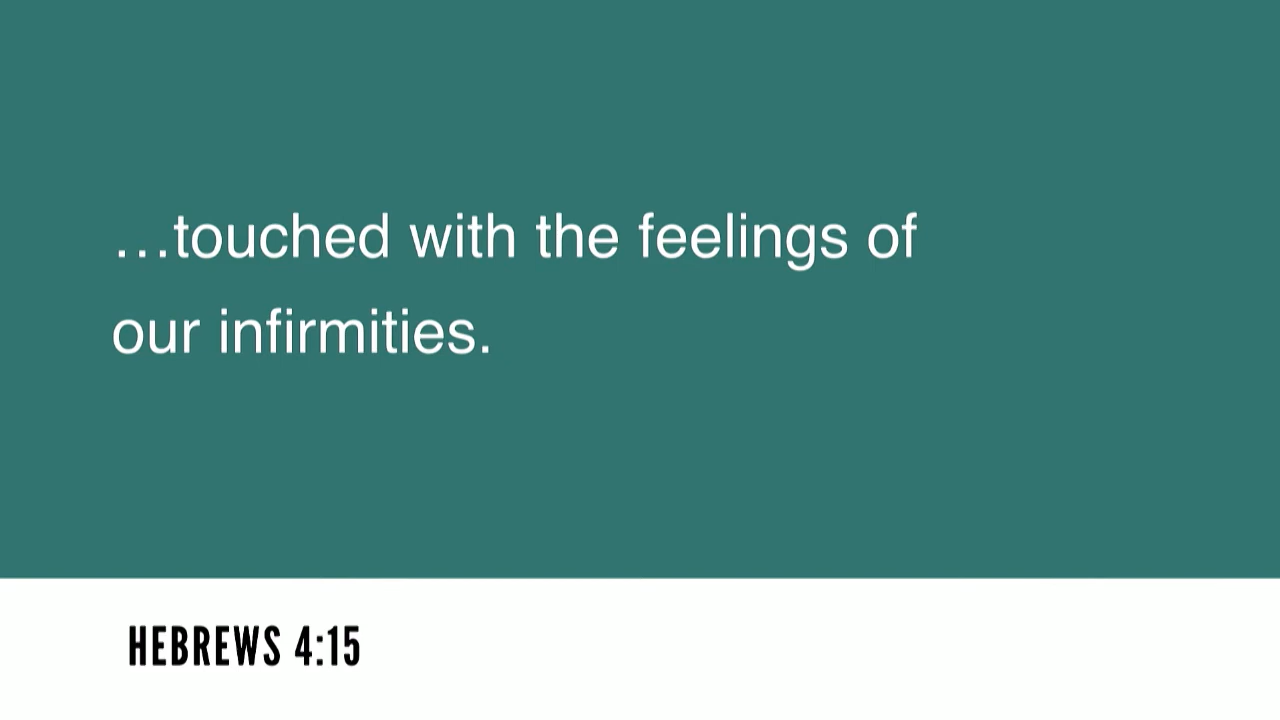 …touched with the feelings of
our infirmities.
HEBREWS 4:15